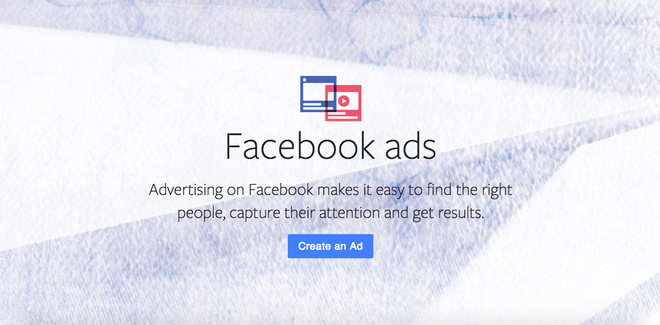 Facebook ads
Advertising on Facebook makes it easy to find the right
people, capture their attention and get results.
Create an Ad